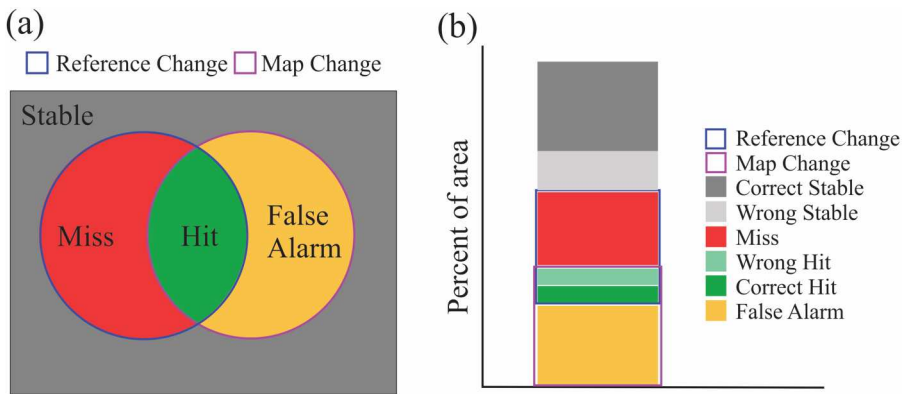 (a)
Reference Change Map Change
Stable
Miss
Hit
False
Alarm
(b)
Percent of area
Reference Change
Map Change
Correct Stable
Wrong Stable
Miss
Wrong Hit
Correct Hit
False Alarm